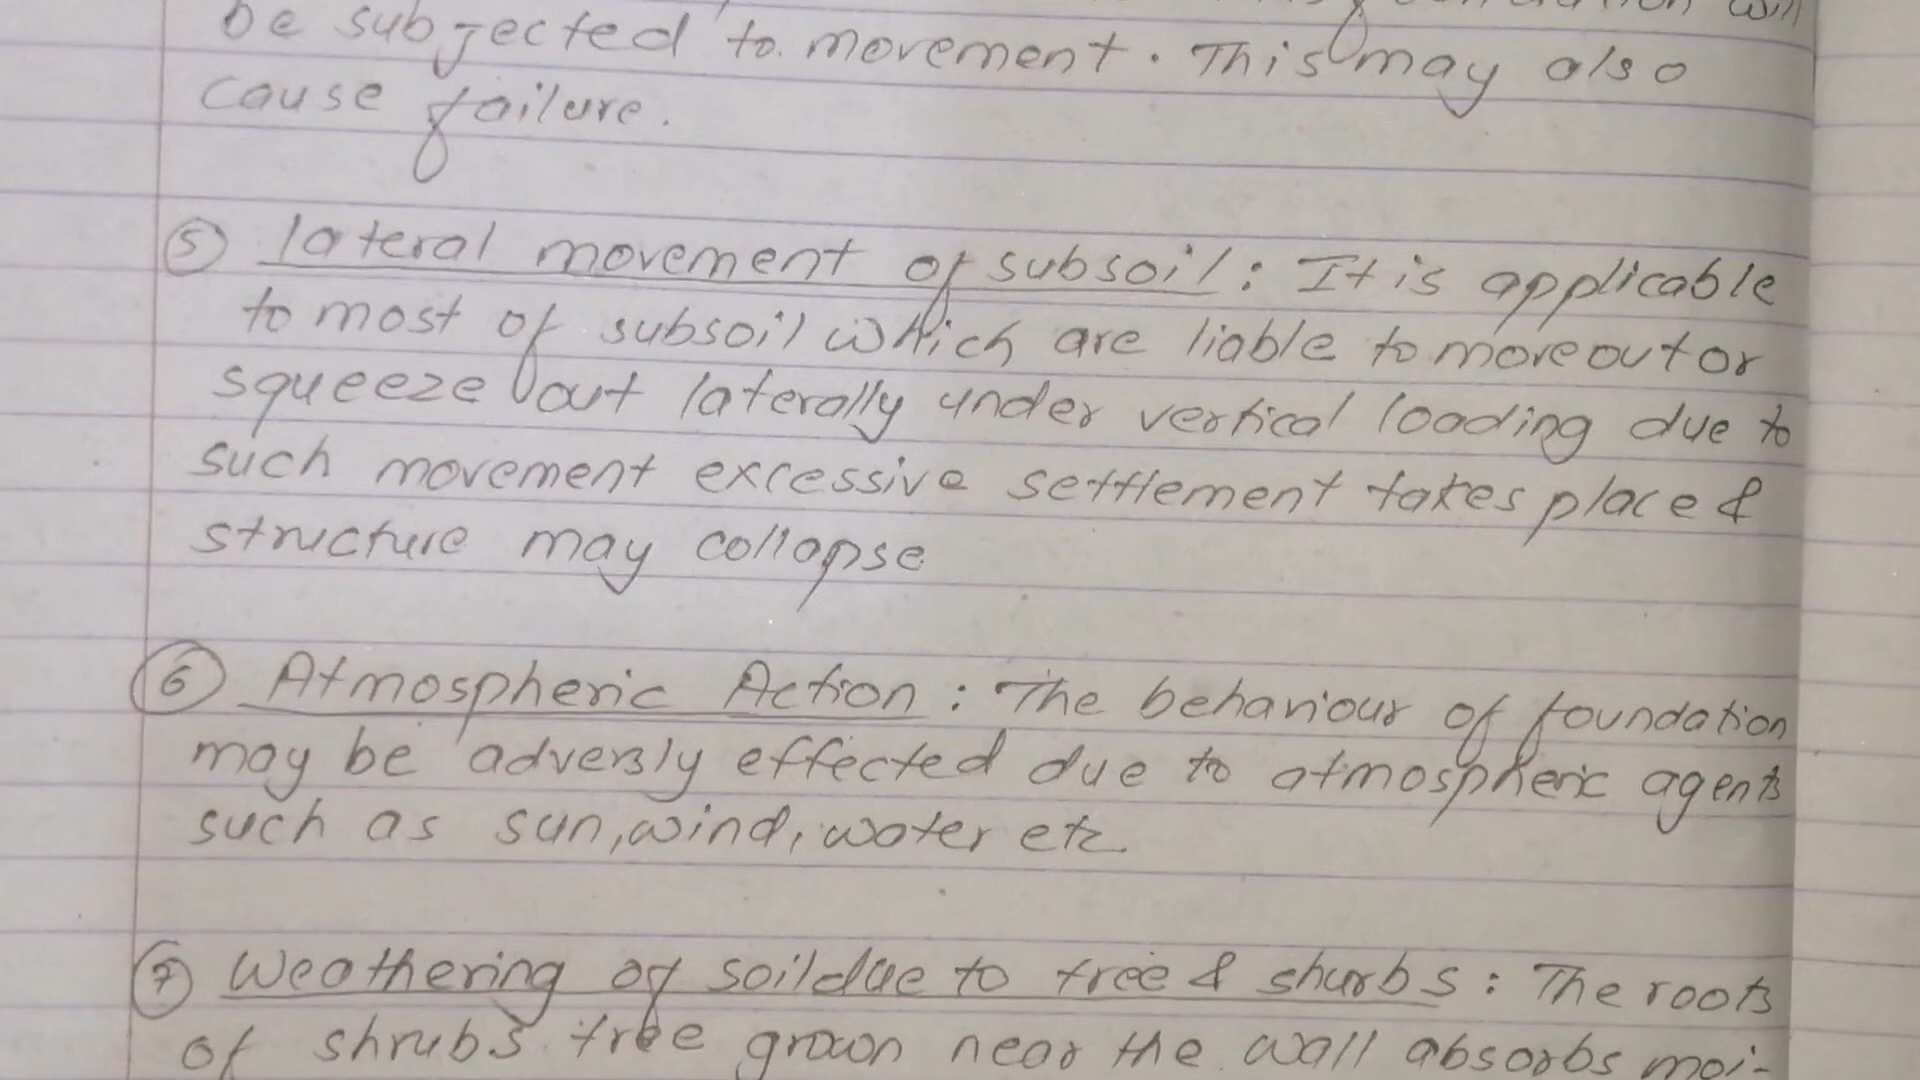 will
be subjected to movement. This may also
cause failure.
⑤ lateral movement of subsoil: It is applicable
to most of subsoil which are liable to move out or
squeeze out laterally under vertical loading due to
such movement excessive settlement takes place &
structure may collapse
⑥ Atmospheric Action: The behaviour of foundation
may be adversly effected due to atmospheric agents
such as sun, wind, water etc
⑦ Weathering of soil due to tree & shurbs: The roots
of shrubs tree grown near the wall absorbs moi-